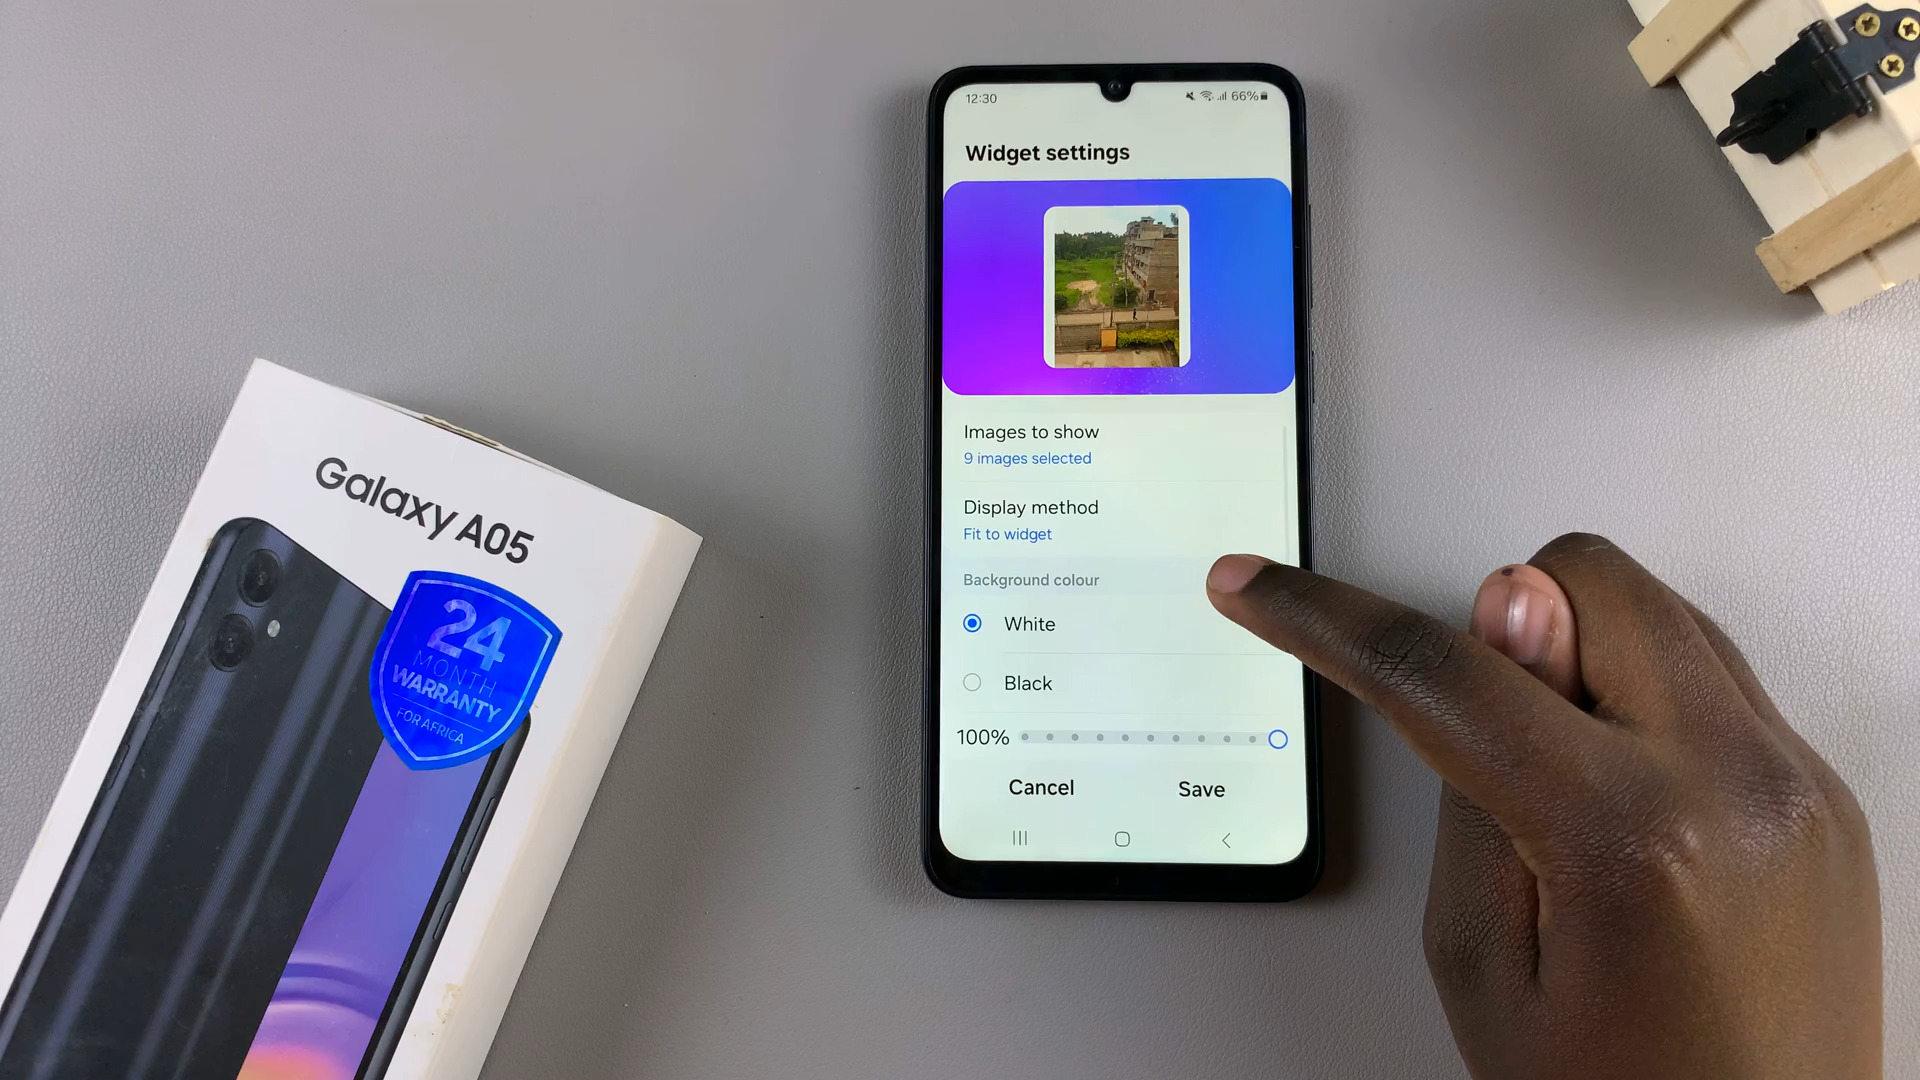 12:30
66%
Widget settings
Images to show
9 images selected
Display method
Fit to widget
Background colour
White
Black
100%
Cancel
Save
Galaxy A05
24
MONTH
WARRANTY
FOR AFRICA